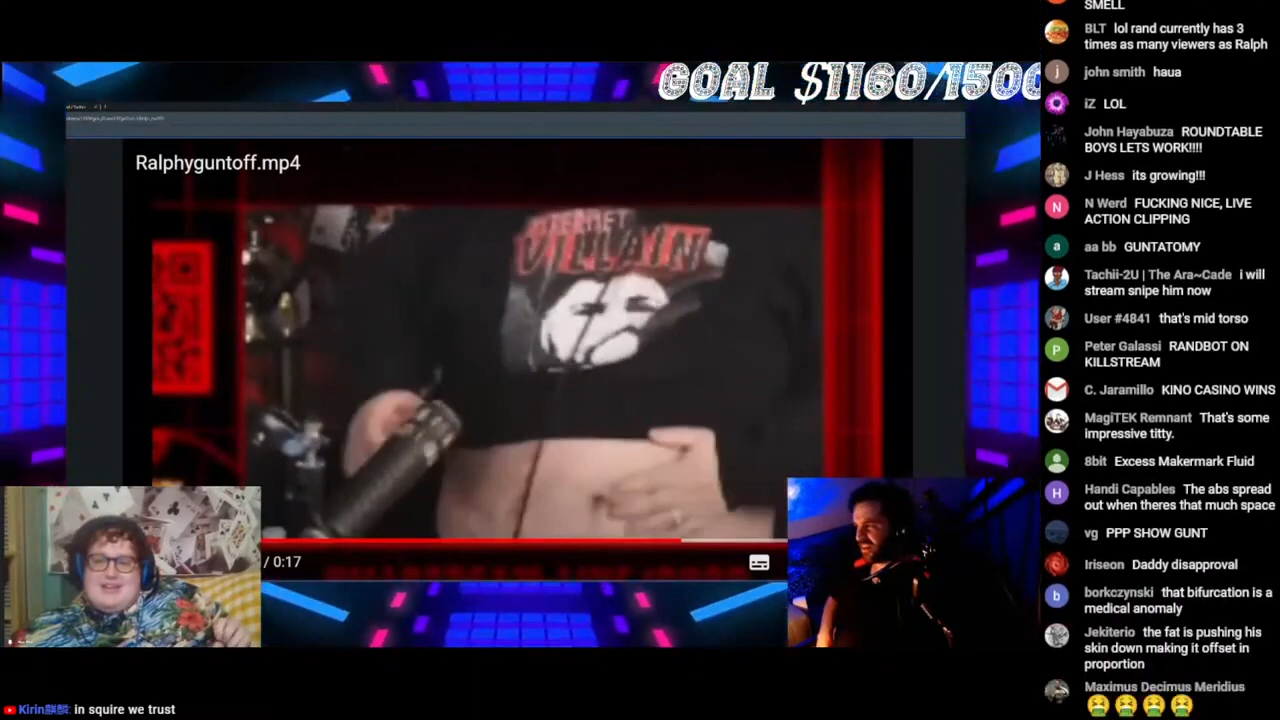 GOAL $1160/1500
Ralphyguntoff.mp4
INTERNET
VILLAIN
/ 0:17
SMELL
BLT lol rand currently has 3
times as many viewers as Ralph
john smith haua
iZ LOL
John Hayabuza ROUNDTABLE
BOYS LETS WORK!!!!
J Hess its growing!!!
N Werd FUCKING NICE, LIVE
ACTION CLIPPING
aa bb GUNTATOMY
Tachii-2U | The Ara~Cade i will
stream snipe him now
User #4841 that's mid torso
Peter Galassi RANDBOT ON
KILLSTREAM
C. Jaramillo KINO CASINO WINS
MagiTEK Remnant That's some
impressive titty.
8bit Excess Makermark Fluid
Handi Capables The abs spread
out when theres that much space
vg PPP SHOW GUNT
Iriseon Daddy disapproval
borkczynski that bifurcation is a
medical anomaly
Jekiterio the fat is pushing his
skin down making it offset in
proportion
Maximus Decimus Meridius
🤮 🤮 🤮 🤮
Kirin麒麟: in squire we trust